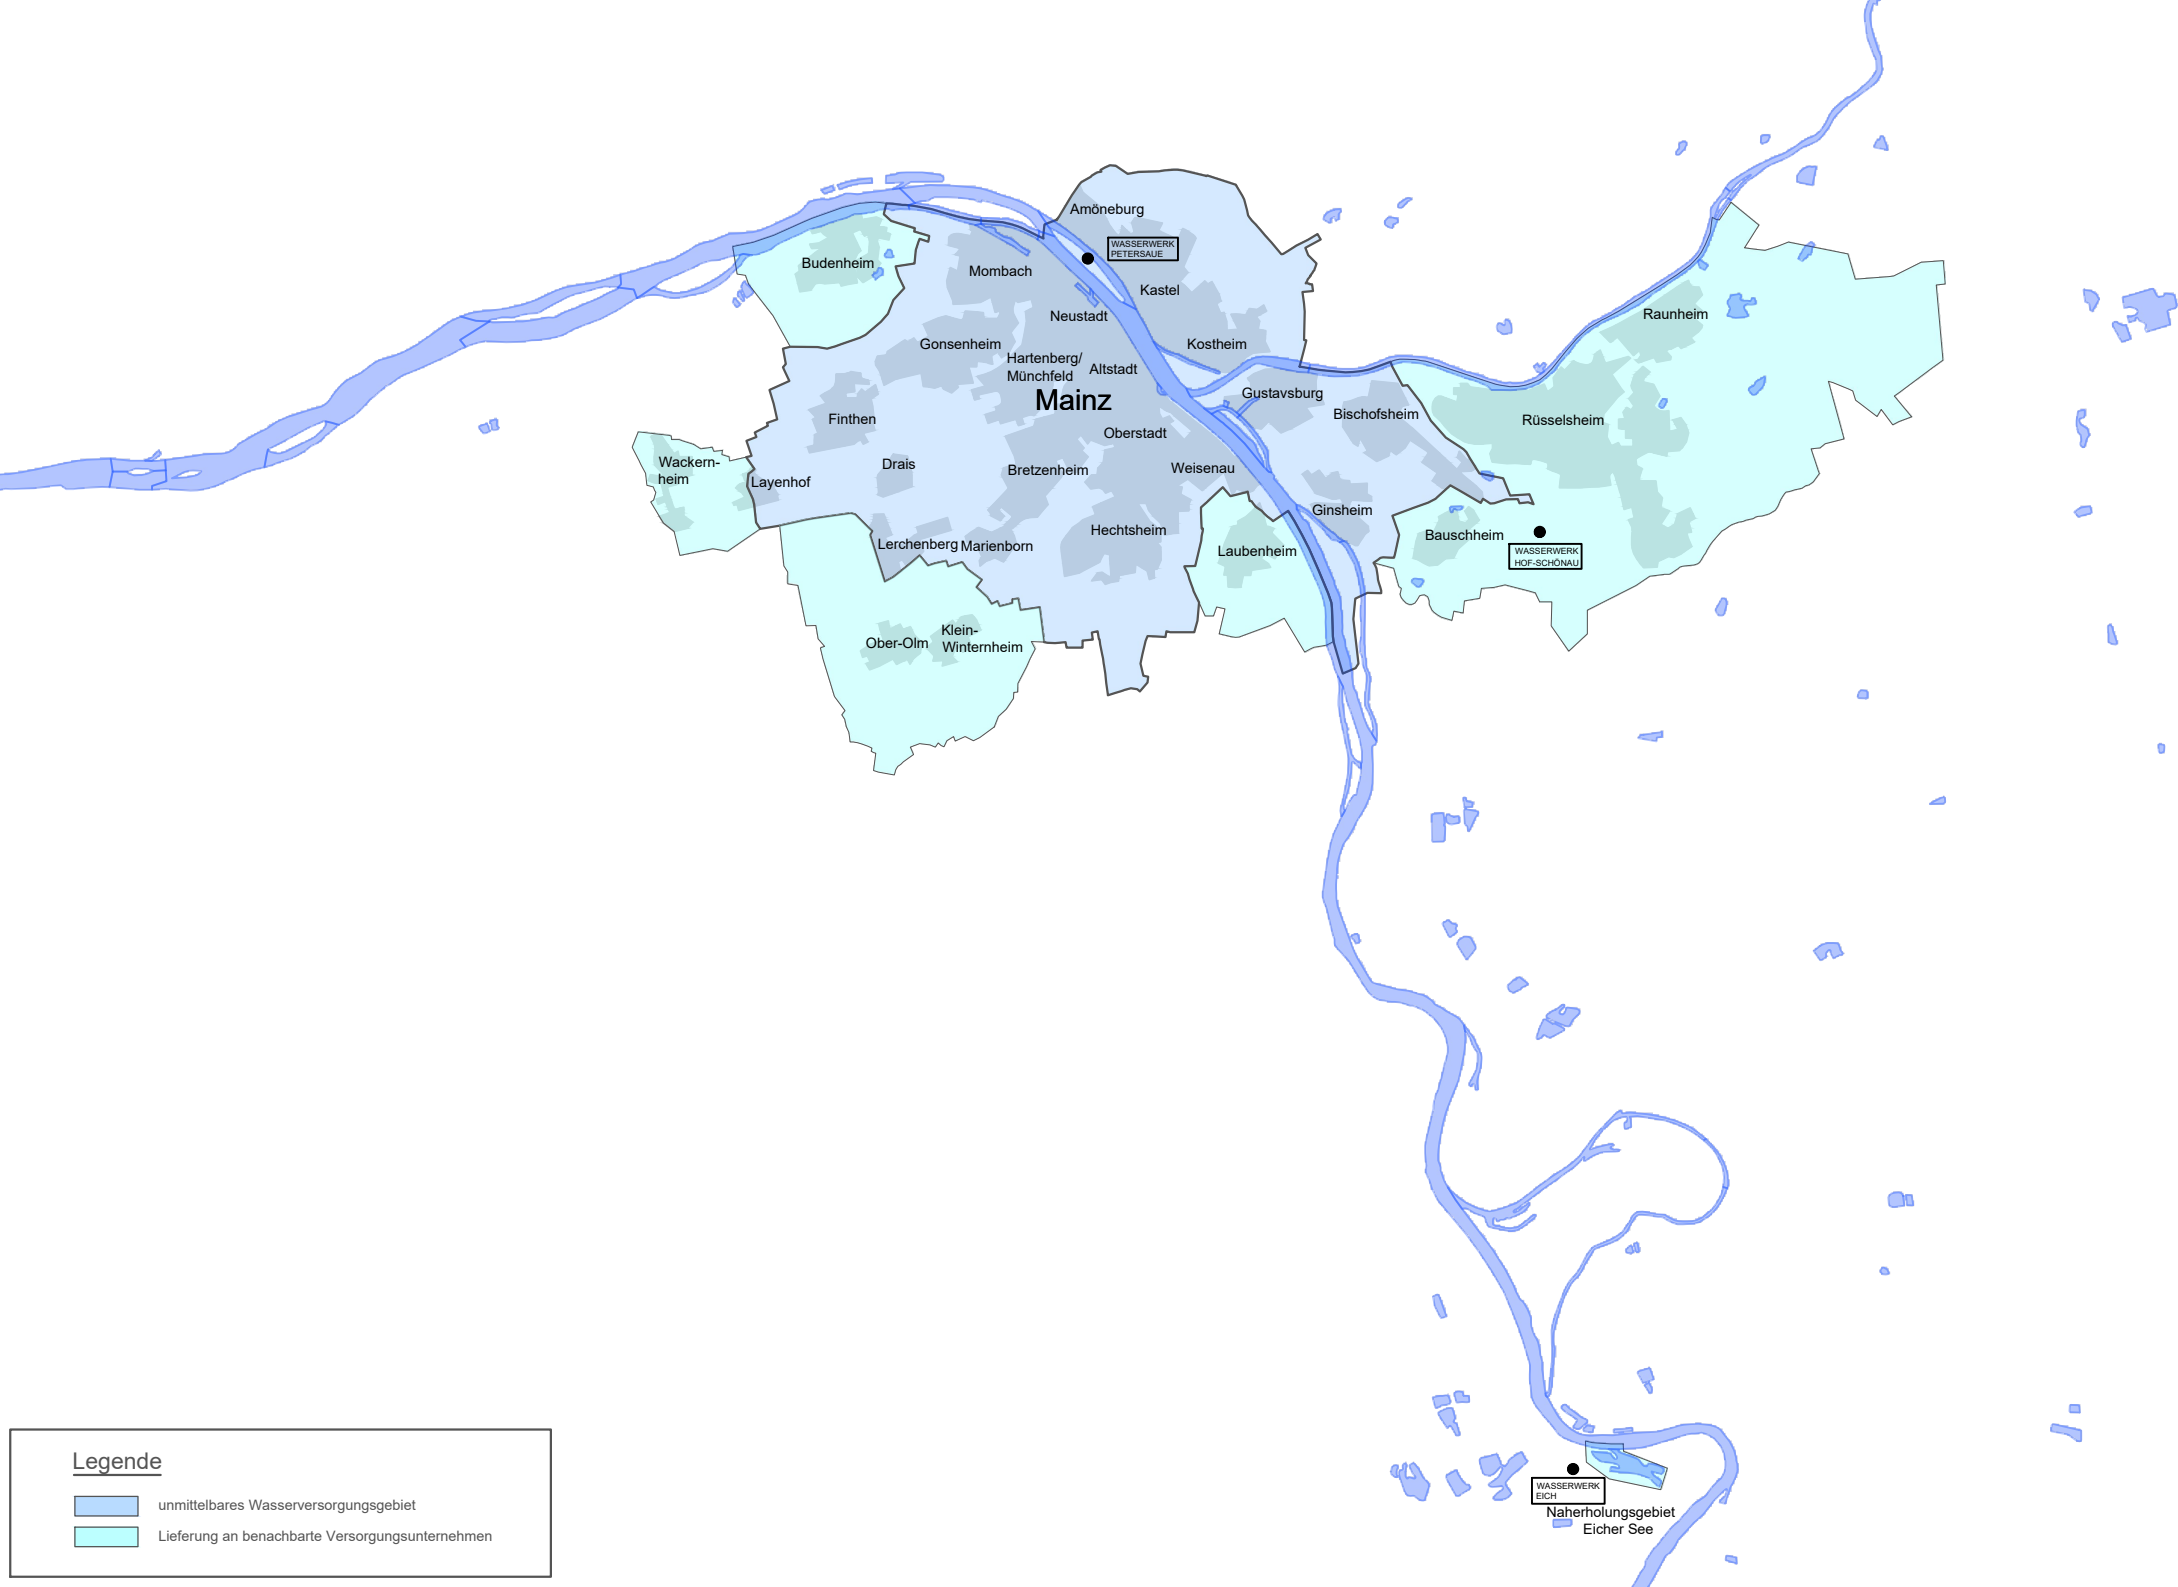 Amöneburg
WASSERWERK
PETERSAUE
Budenheim
Mombach
Kastel
Neustadt
Raunheim
Gonsenheim
Kostheim
Hartenberg/
Münchfeld
Altstadt
Mainz
Gustavsburg
Bischofsheim
Finthen
Rüsselsheim
Oberstadt
Wackern-
heim
Layenhof
Drais
Bretzenheim
Weisenau
Ginsheim
Hechtsheim
Bauschheim
WASSERWERK
HOF-SCHÖNAU
Lerchenberg
Marienborn
Laubenheim
Ober-Olm
Klein-
Winternheim
WASSERWERK
EICH
Naherholungsgebiet
Eicher See
Legende
unmittelbares Wasserversorgungsgebiet
Lieferung an benachbarte Versorgungsunternehmen